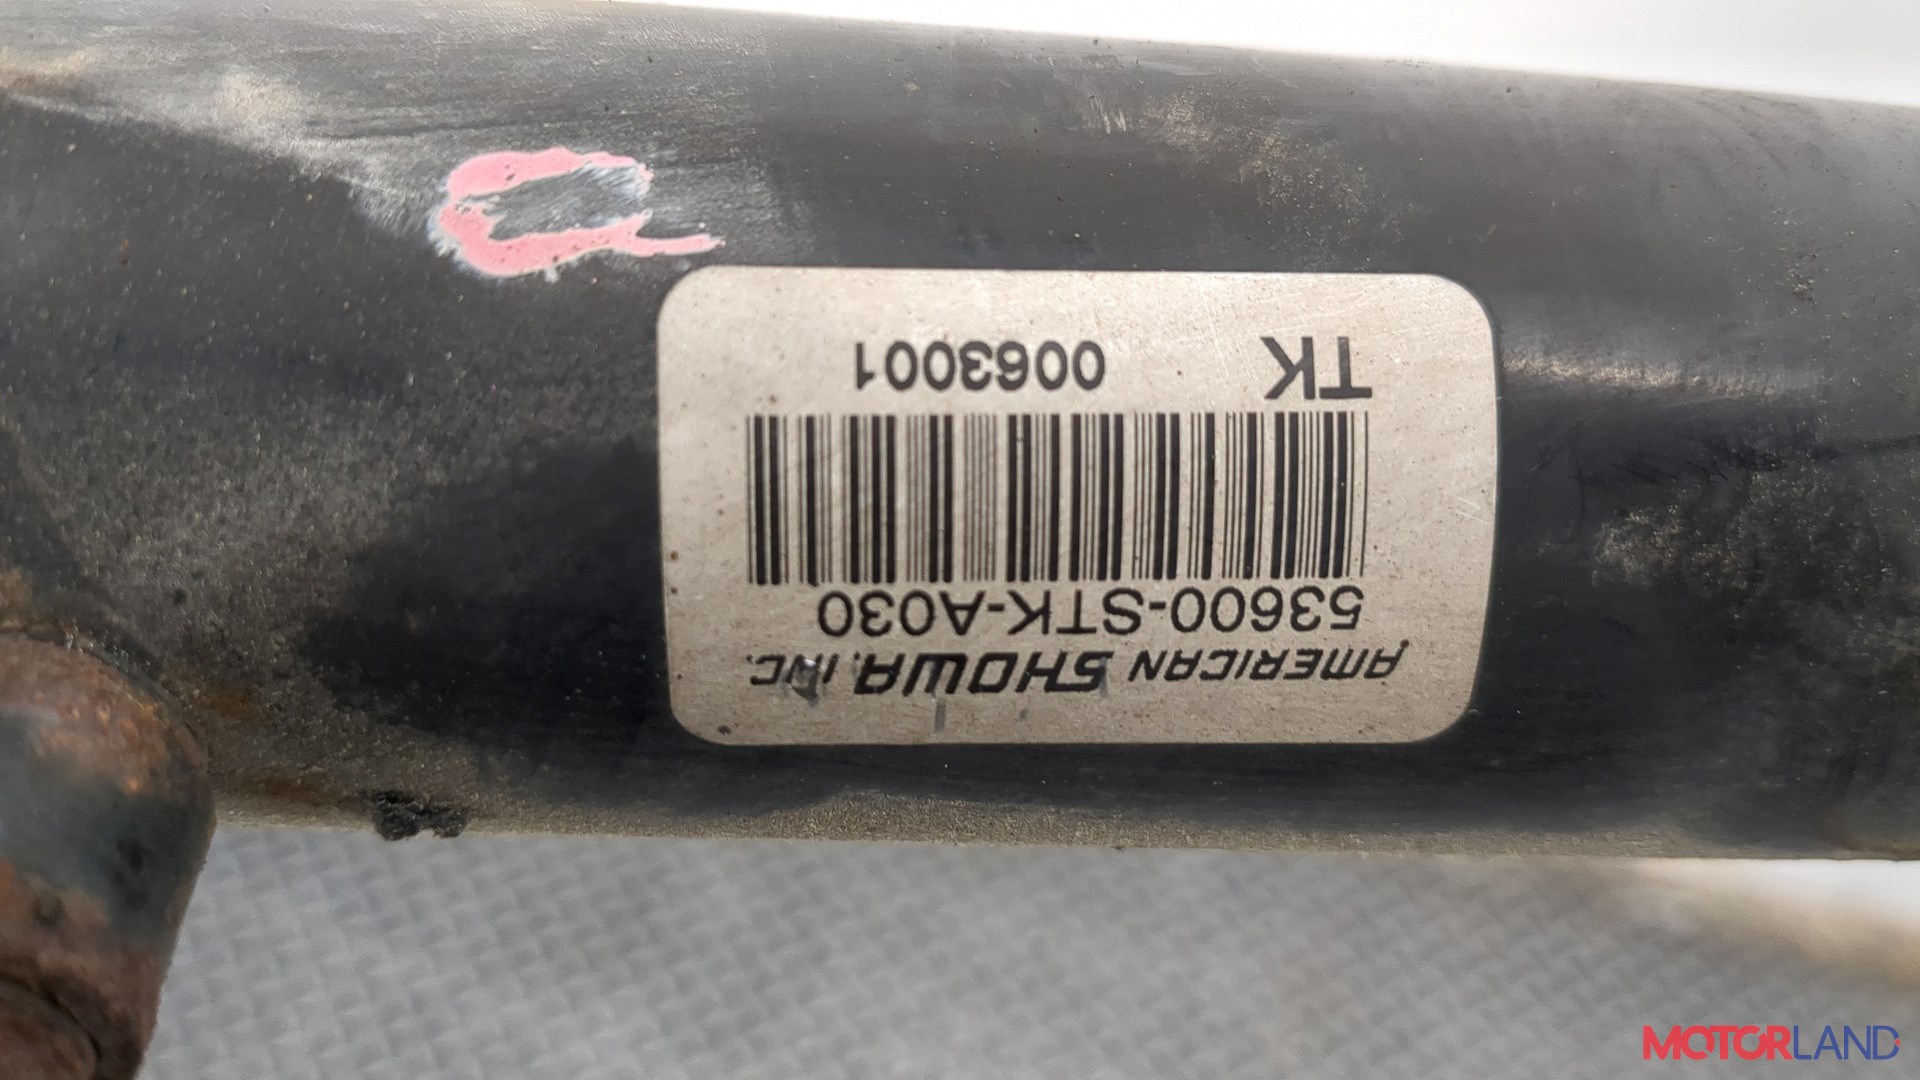 AMERICAN SHOWA, INC.
53600-STK-A030
TK 0063001
MOTORLAND